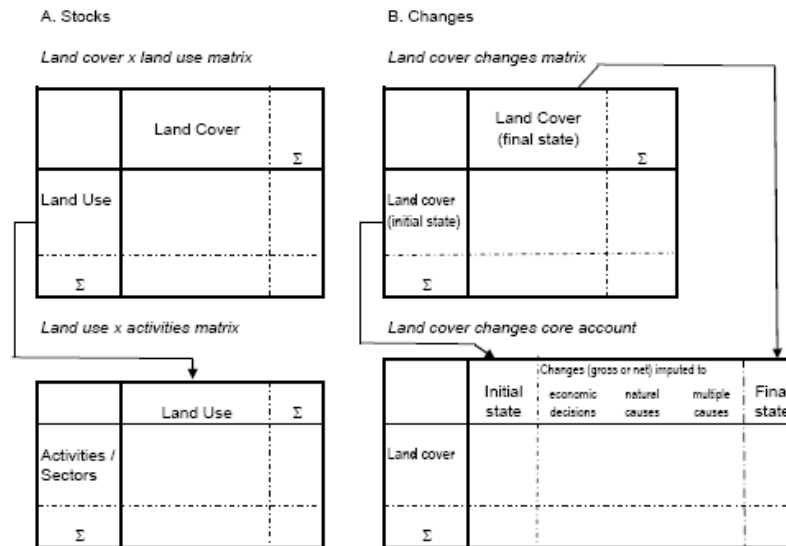 A. Stocks
Land cover x land use matrix
Land Cover
Σ
Land Use
Σ
Land use x activities matrix
Land Use
Σ
Activities /
Sectors
Σ
B. Changes
Land cover changes matrix
Land Cover
(final state)
Σ
Land cover
(initial state)
Σ
Land cover changes core account
Changes (gross or net) imputed to
Initial
state
economic
decisions
natural
causes
multiple
causes
Final
state
Land cover
Σ